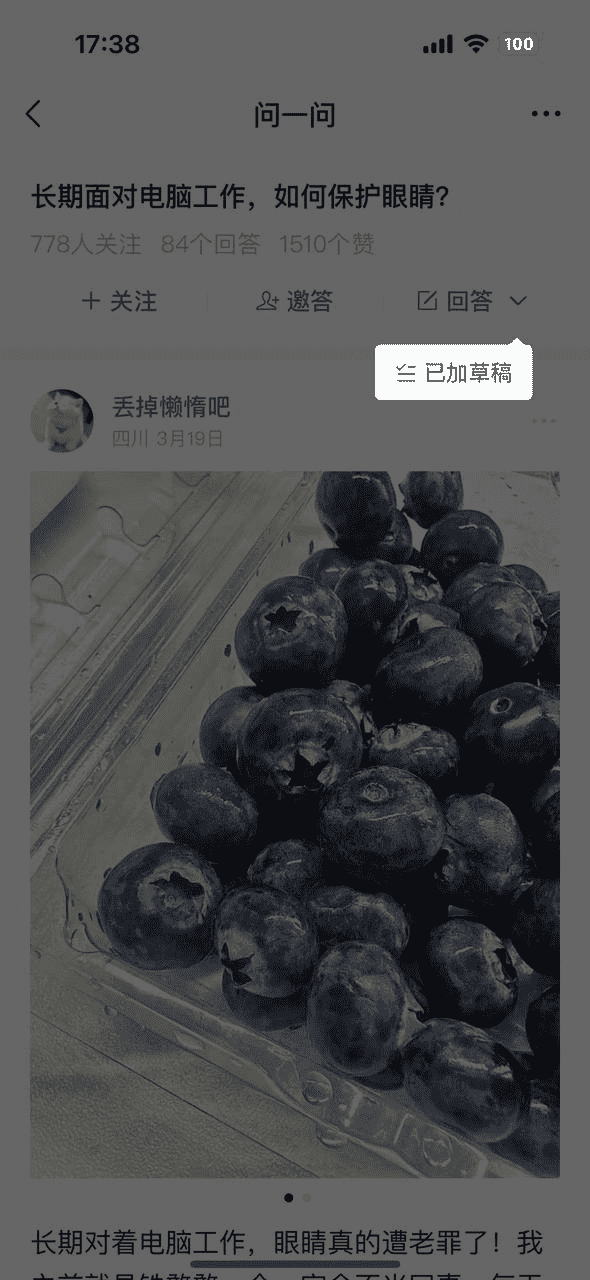 17:38
100
问一问
长期面对电脑工作，如何保护眼睛?
778人关注 84个回答 1510个赞
关注 邀答 回答
已加草稿
丢掉懒惰吧
四川 3月19日
长期对着电脑工作，眼睛真的遭老罪了！我